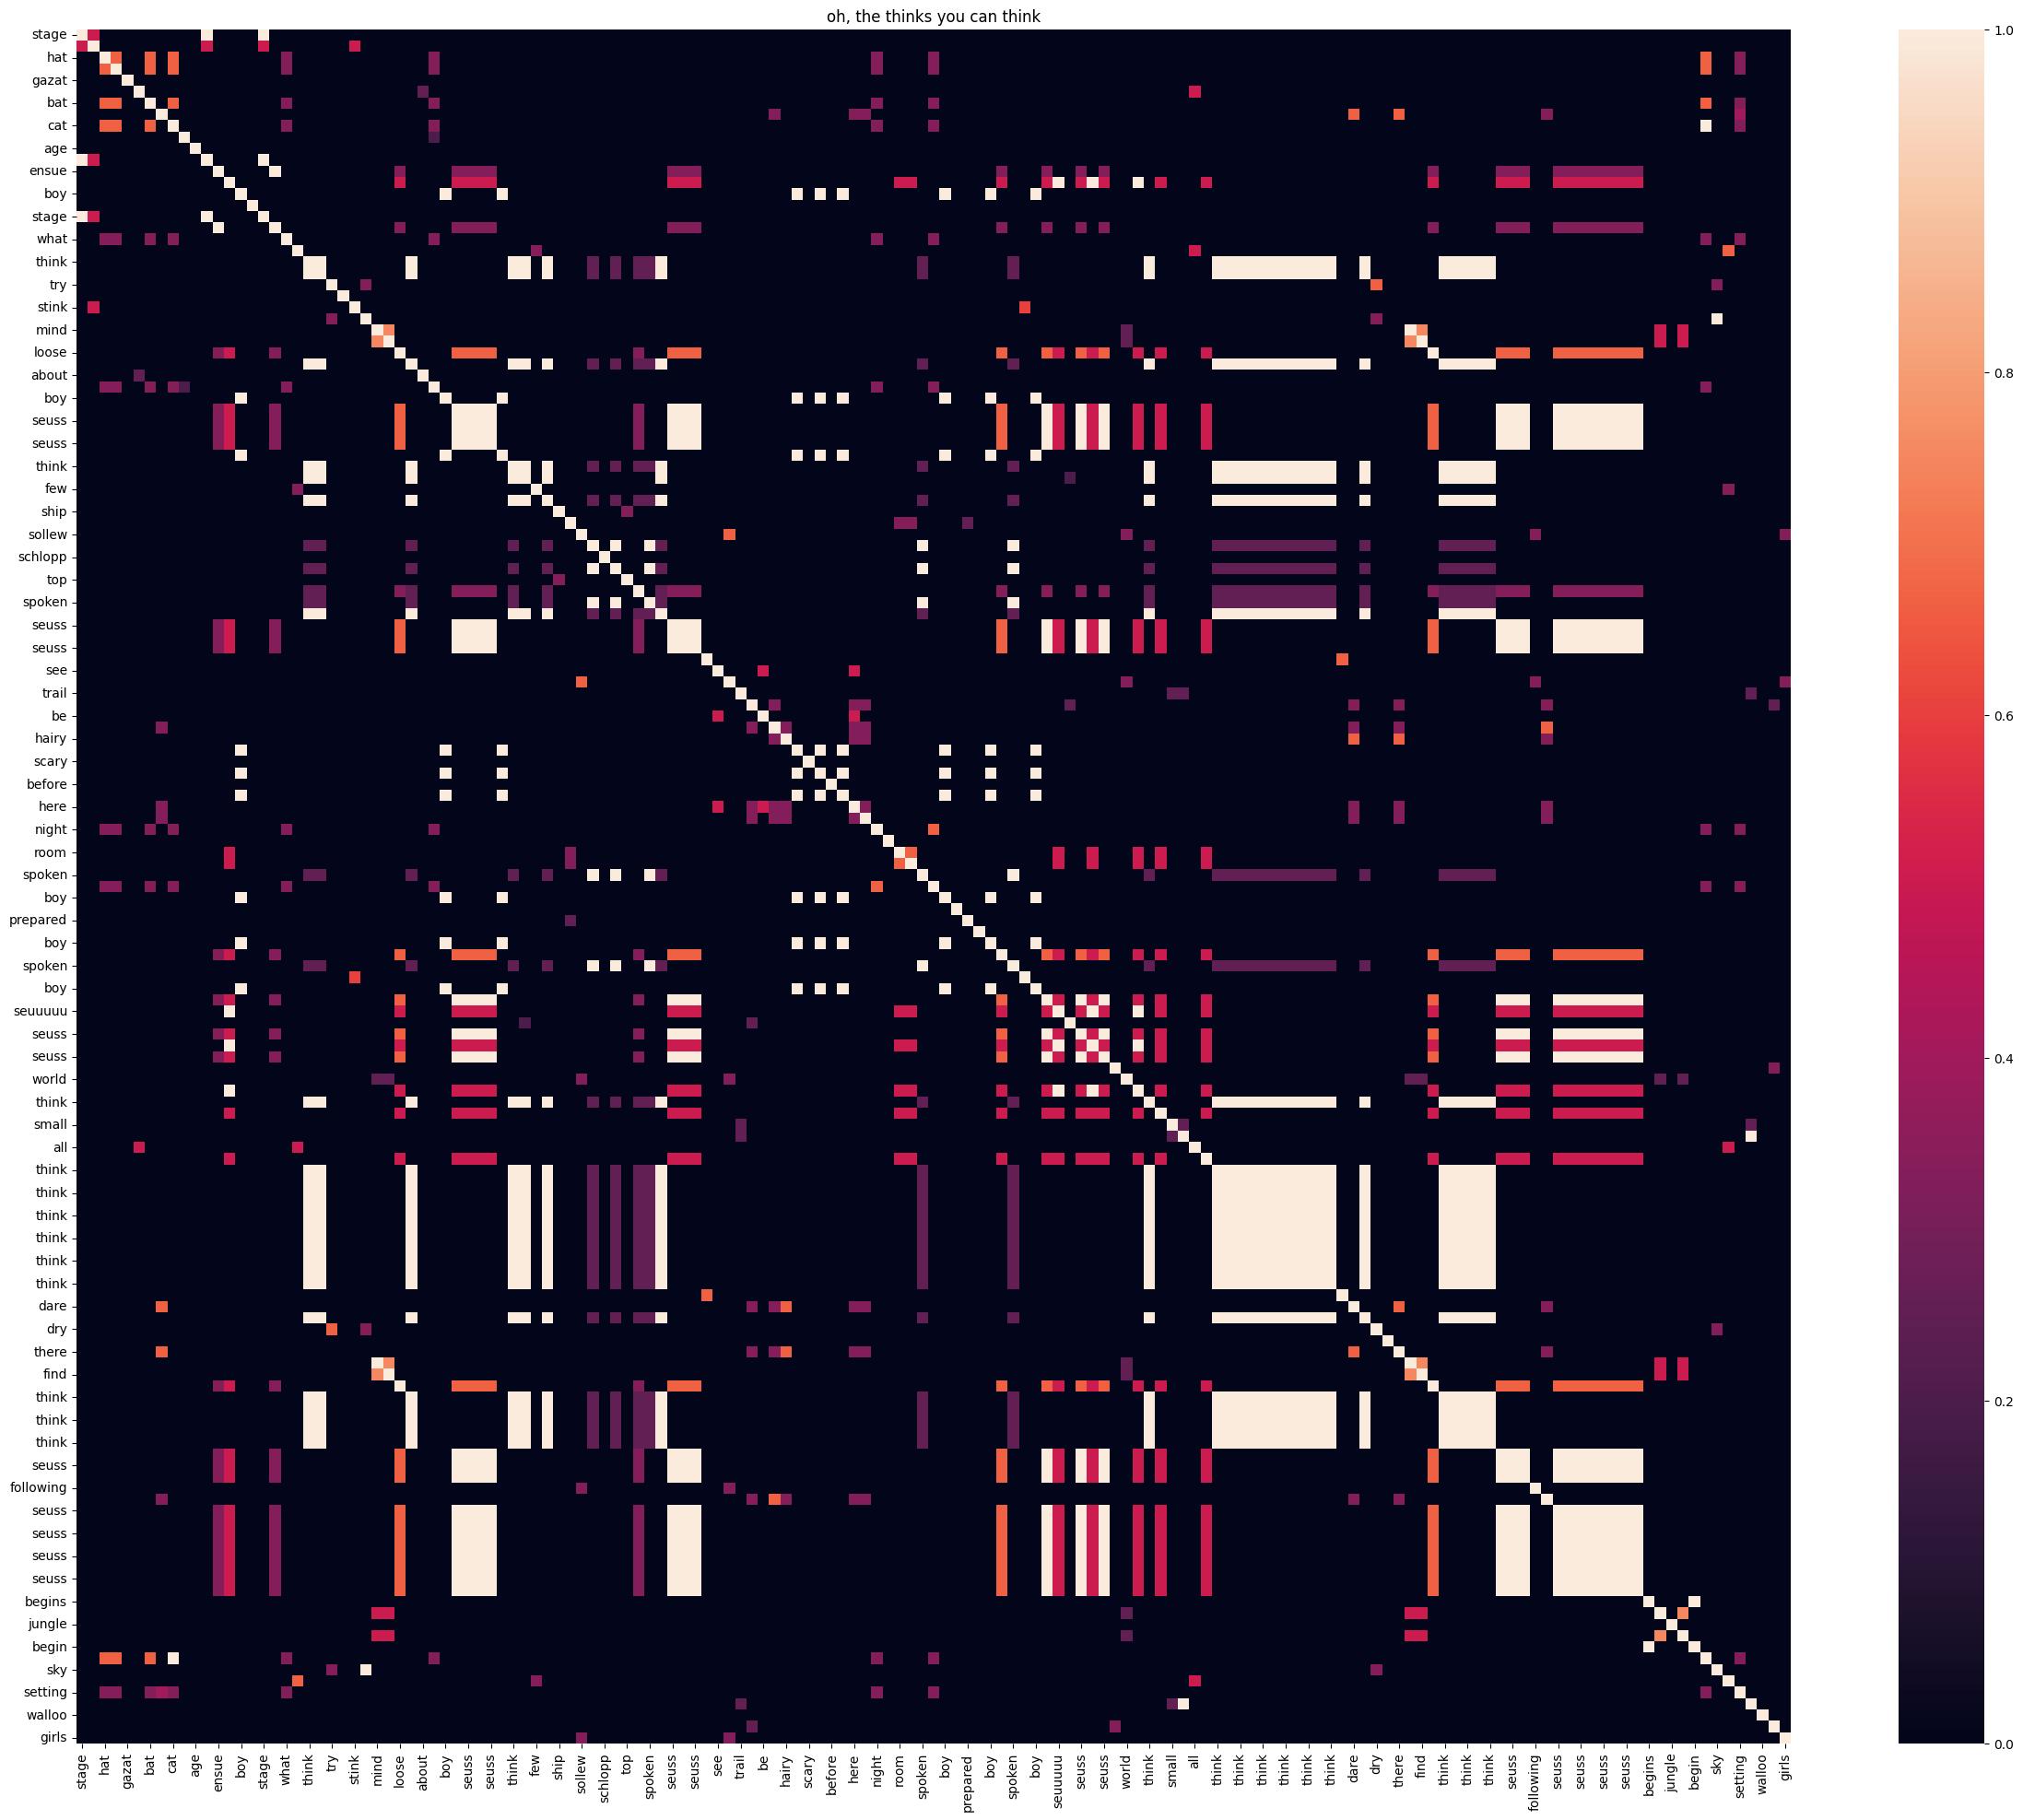 oh, the thinks you can think
stage
hat
gazat
bat
cat
age
ensue
boy
stage
what
think
try
stink
mind
loose
about
boy
seuss
seuss
think
few
ship
sollew
schlopp
top
spoken
seuss
seuss
see
trail
be
hairy
scary
before
here
night
room
spoken
boy
prepared
boy
spoken
boy
seuuuuu
seuss
seuss
world
think
small
all
think
think
think
think
think
think
dare
dry
there
find
think
think
think
seuss
following
seuss
seuss
seuss
seuss
begins
jungle
begin
sky
setting
walloo
girls
stage hat gazat bat cat age ensue boy stage what think try stink mind loose about boy seuss seuss think few ship sollew schlopp top spoken seuss seuss see trail be hairy scary before here night room spoken boy prepared boy spoken boy seuuuuu seuss seuss world think small all think think think think think think dare dry there find think think think seuss following seuss seuss seuss seuss begins jungle begin sky setting walloo girls
1.0
0.8
0.6
0.4
0.2
0.0